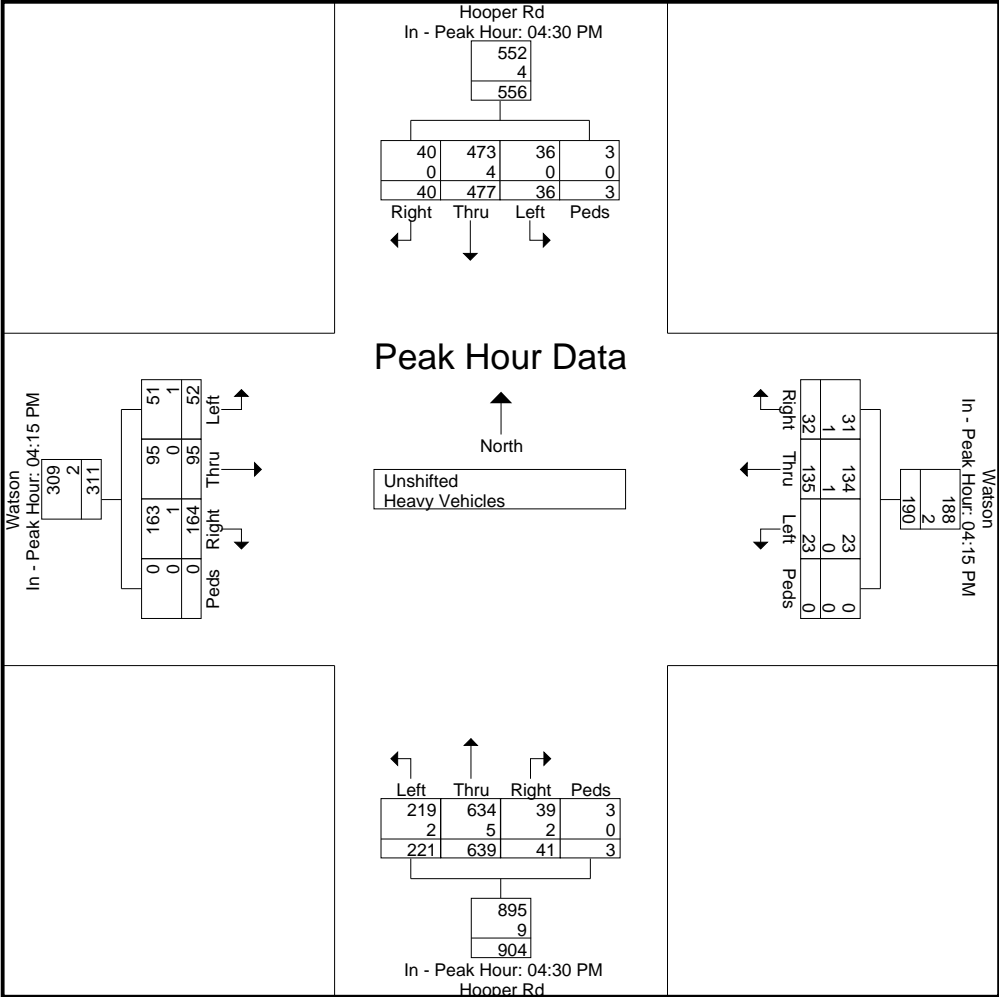 Hooper Rd
In - Peak Hour: 04:30 PM
552
4
556
40 473 36 3
0 4 0 0
40 477 36 3
Right Thru Left Peds
Peak Hour Data
North
Unshifted
Heavy Vehicles
Watson
In - Peak Hour: 04:15 PM
309
2
311
51 95 163 0
1 0 1 0
52 95 164 0
Left Thru Right Peds
Watson
In - Peak Hour: 04:15 PM
188
2
190
31 134 23 0
1 1 0 0
32 135 23 0
Right Thru Left Peds
Left Thru Right Peds
219 634 39 3
2 5 2 0
221 639 41 3
895
9
904
In - Peak Hour: 04:30 PM
Hooper Rd